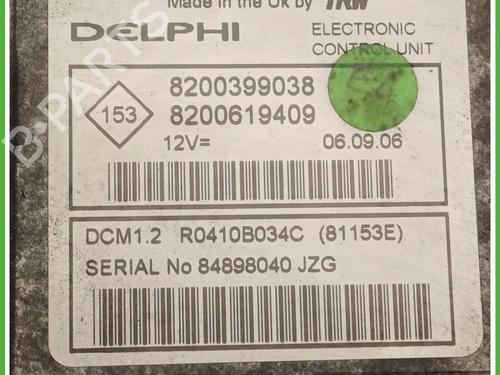 Made in the UK by TRW
DELPHI
ELECTRONIC
CONTROL UNIT
153
8200399038
8200619409
12V=
06.09.06
DCM1.2 R0410B034C (81153E)
SERIAL No 84898040 JZG
B-PARTS